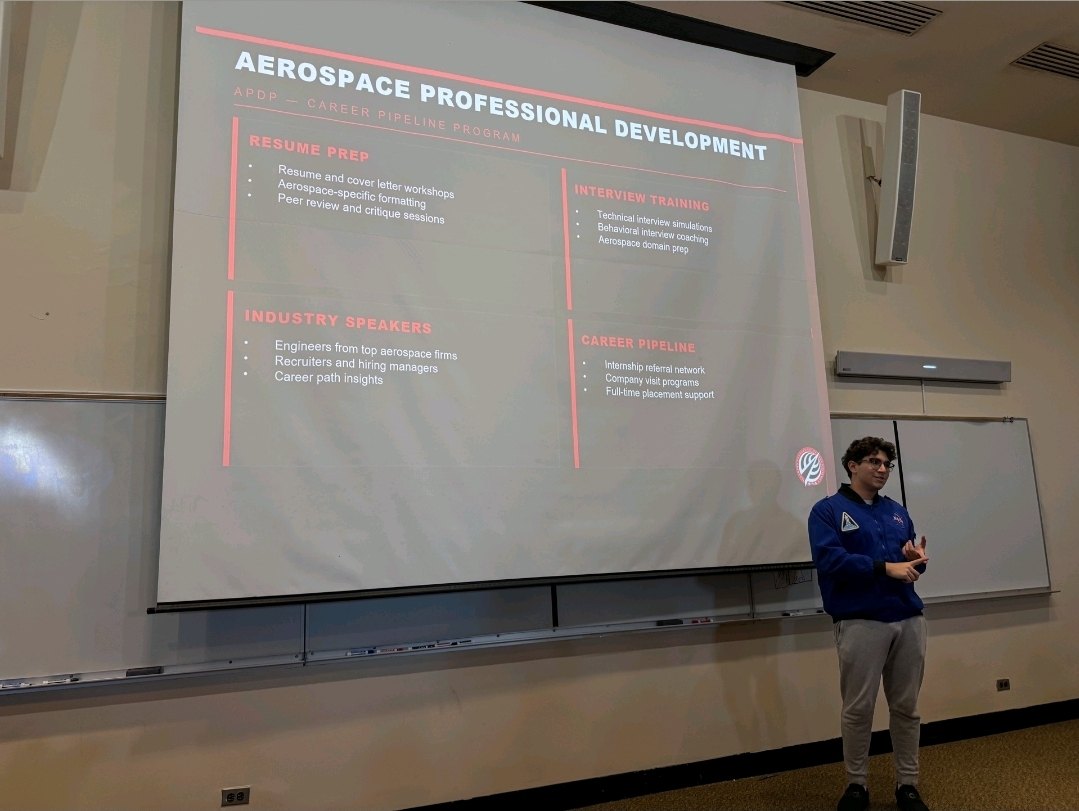 AEROSPACE PROFESSIONAL DEVELOPMENT
APDP — CAREER PIPELINE PROGRAM
RESUME PREP
• Resume and cover letter workshops
• Aerospace-specific formatting
• Peer review and critique sessions
INTERVIEW TRAINING
• Technical interview simulations
• Behavioral interview coaching
• Aerospace domain prep
INDUSTRY SPEAKERS
• Engineers from top aerospace firms
• Recruiters and hiring managers
• Career path insights
CAREER PIPELINE
• Internship referral network
• Company visit programs
• Full-time placement support
NASA